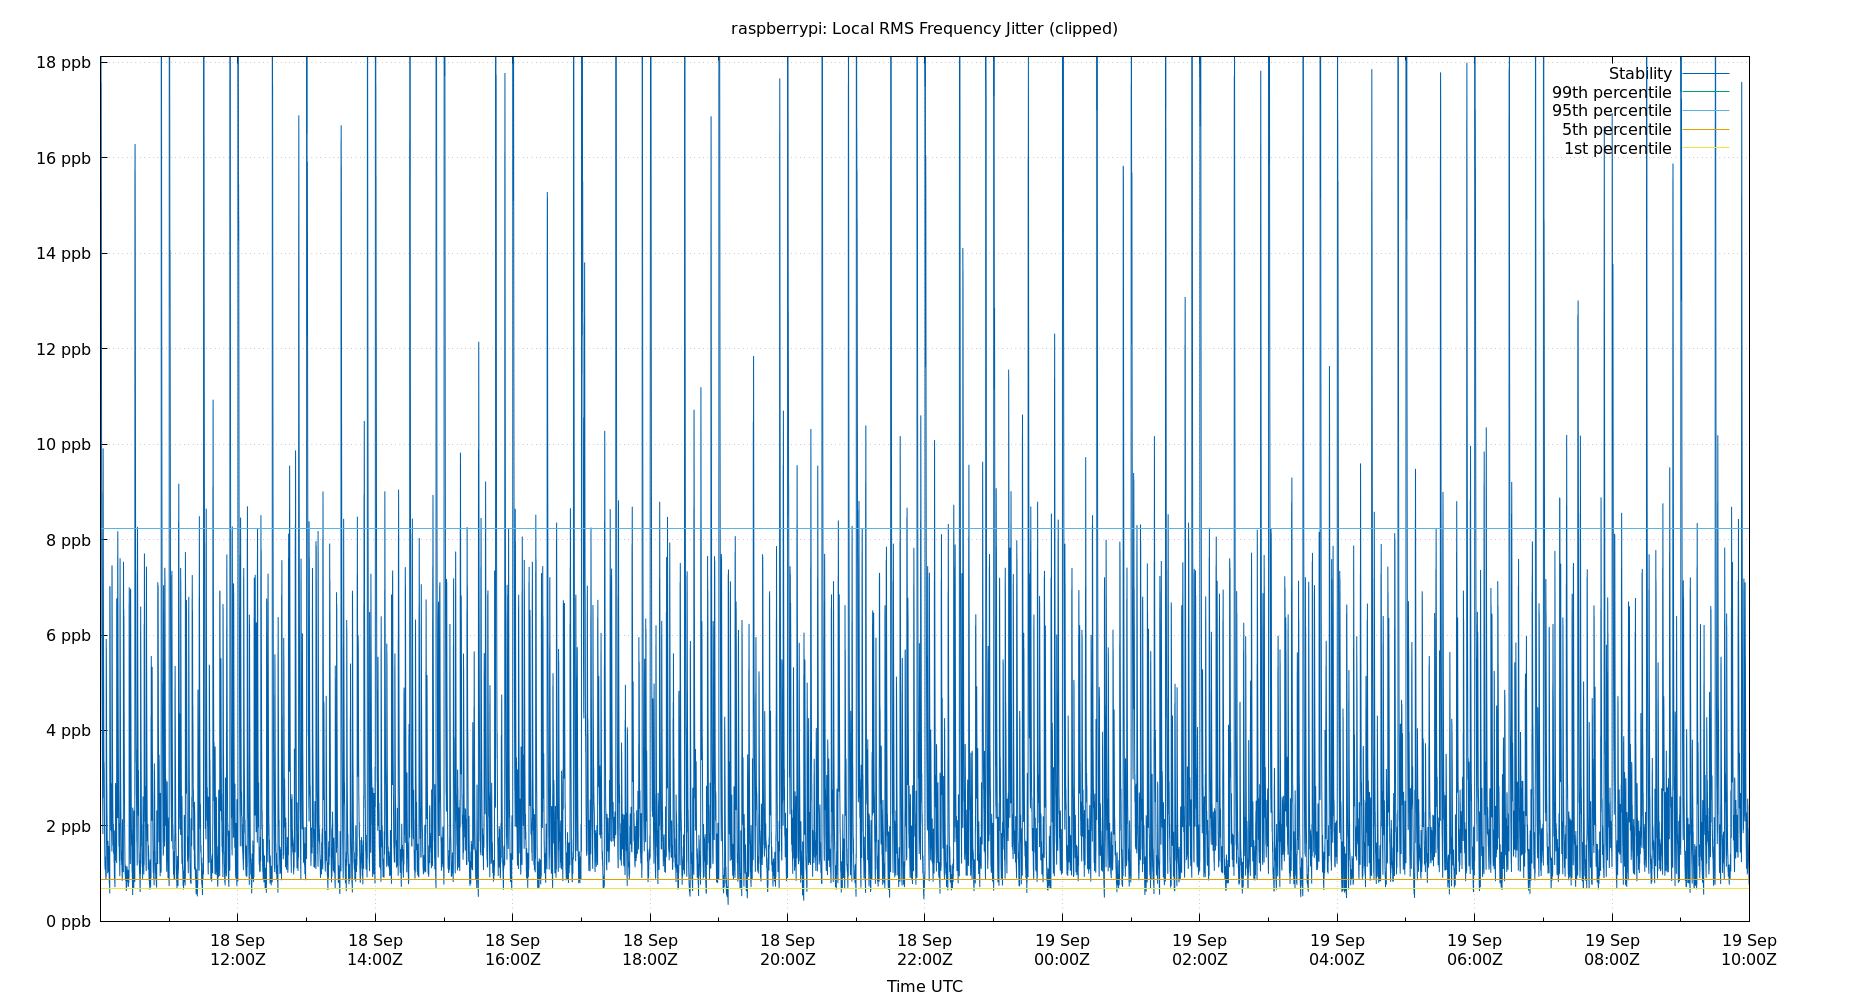 raspberrypi: Local RMS Frequency Jitter (clipped)
18 ppb
16 ppb
14 ppb
12 ppb
10 ppb
8 ppb
6 ppb
4 ppb
2 ppb
0 ppb
Stability
99th percentile
95th percentile
5th percentile
1st percentile
18 Sep 18 Sep 18 Sep 18 Sep 18 Sep 18 Sep 19 Sep 19 Sep 19 Sep 19 Sep 19 Sep 19 Sep
12:00Z 14:00Z 16:00Z 18:00Z 20:00Z 22:00Z 00:00Z 02:00Z 04:00Z 06:00Z 08:00Z 10:00Z
Time UTC